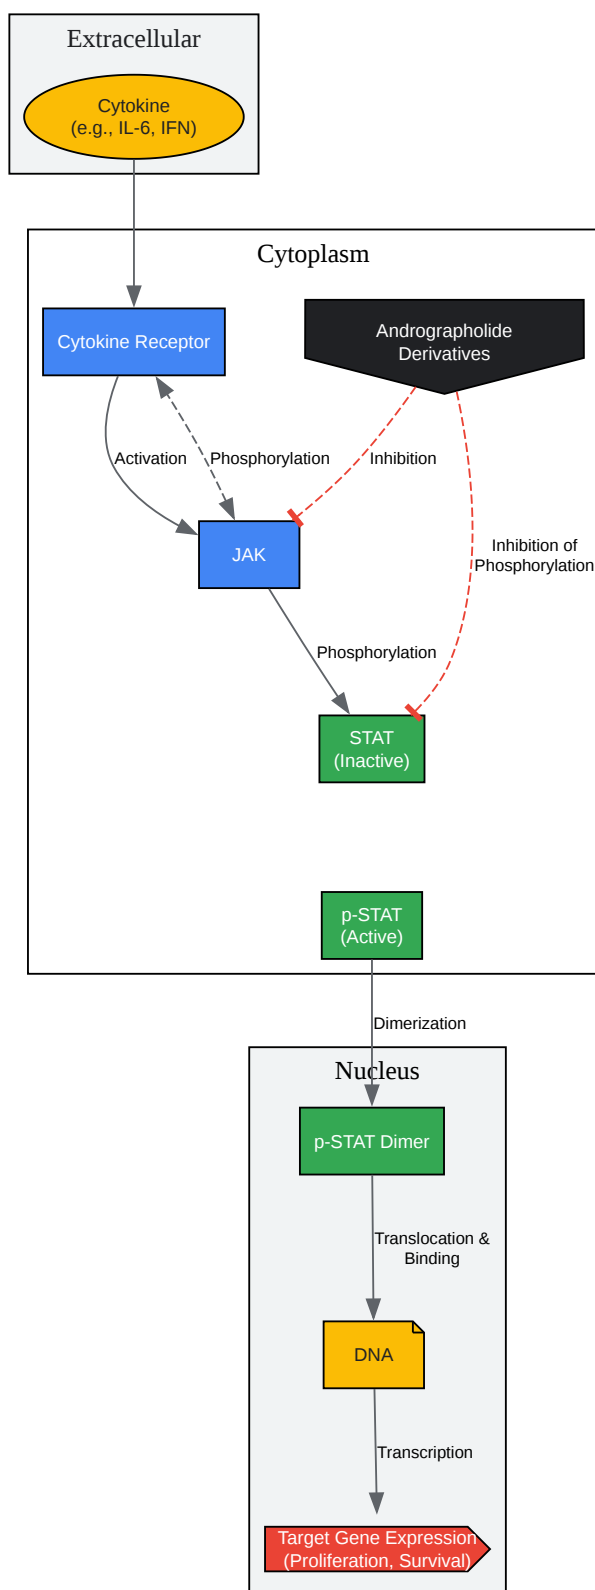 Extracellular
Cytokine
(e.g., IL-6, IFN)
Cytoplasm
Cytokine Receptor
Andrographolide
Derivatives
Activation
Phosphorylation
Inhibition
JAK
Inhibition of
Phosphorylation
Phosphorylation
STAT
(Inactive)
p-STAT
(Active)
Dimerization
Nucleus
p-STAT Dimer
Translocation &
Binding
DNA
Transcription
Target Gene Expression
(Proliferation, Survival)